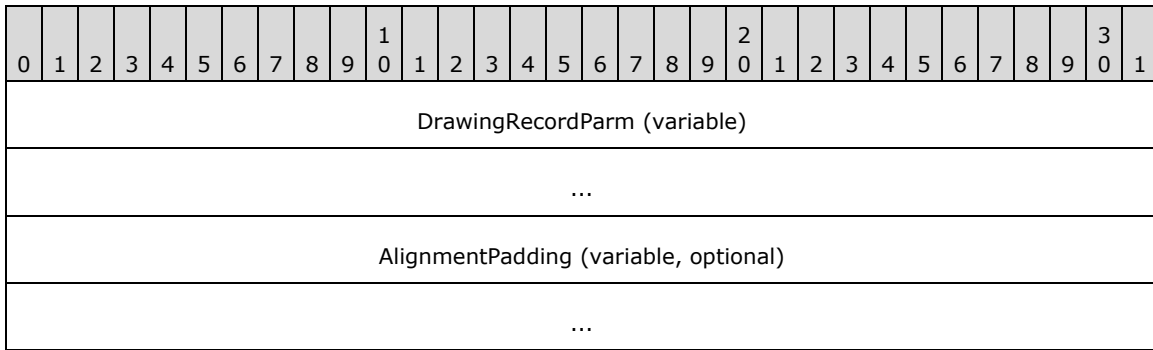 0 1 2 3 4 5 6 7 8 9 1 0 1 2 3 4 5 6 7 8 9 2 0 1 2 3 4 5 6 7 8 9 3 0 1
DrawingRecordParm (variable)
...
AlignmentPadding (variable, optional)
...